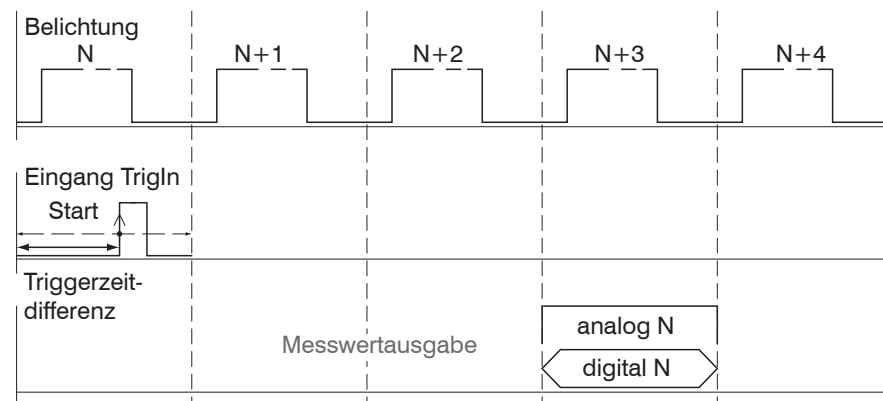 Belichtung
N N+1 N+2 N+3 N+4
Eingang TrigIn
Start
Triggerzeit-
differenz
analog N
Messwertausgabe
digital N